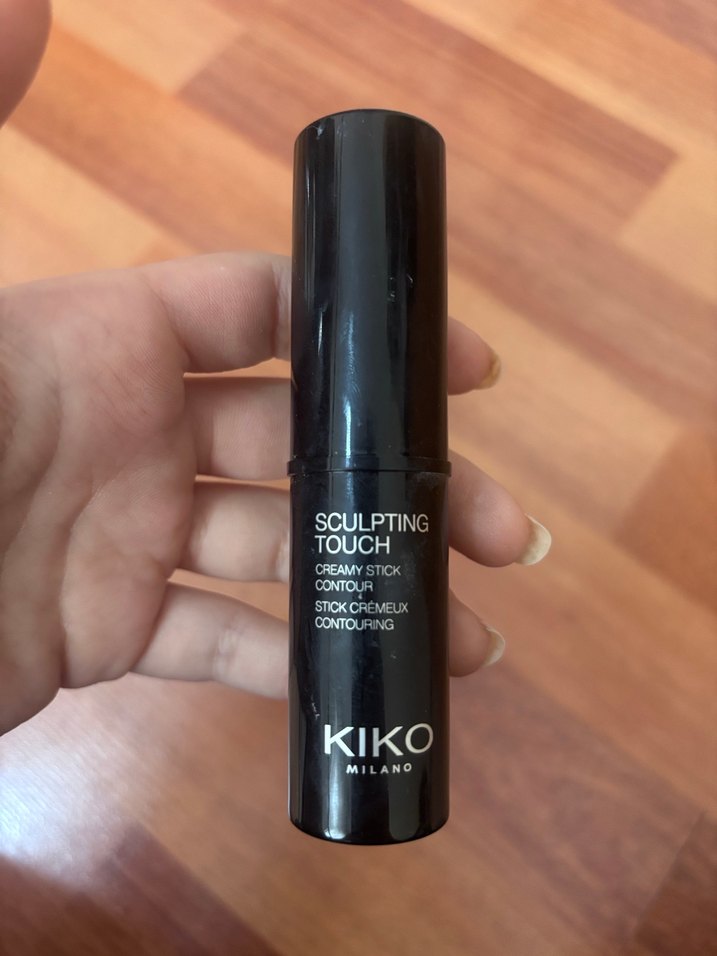 SCULPTING
TOUCH
CREAMY STICK
CONTOUR
STICK CRÉMEUX
CONTOURING
KIKO
MILANO